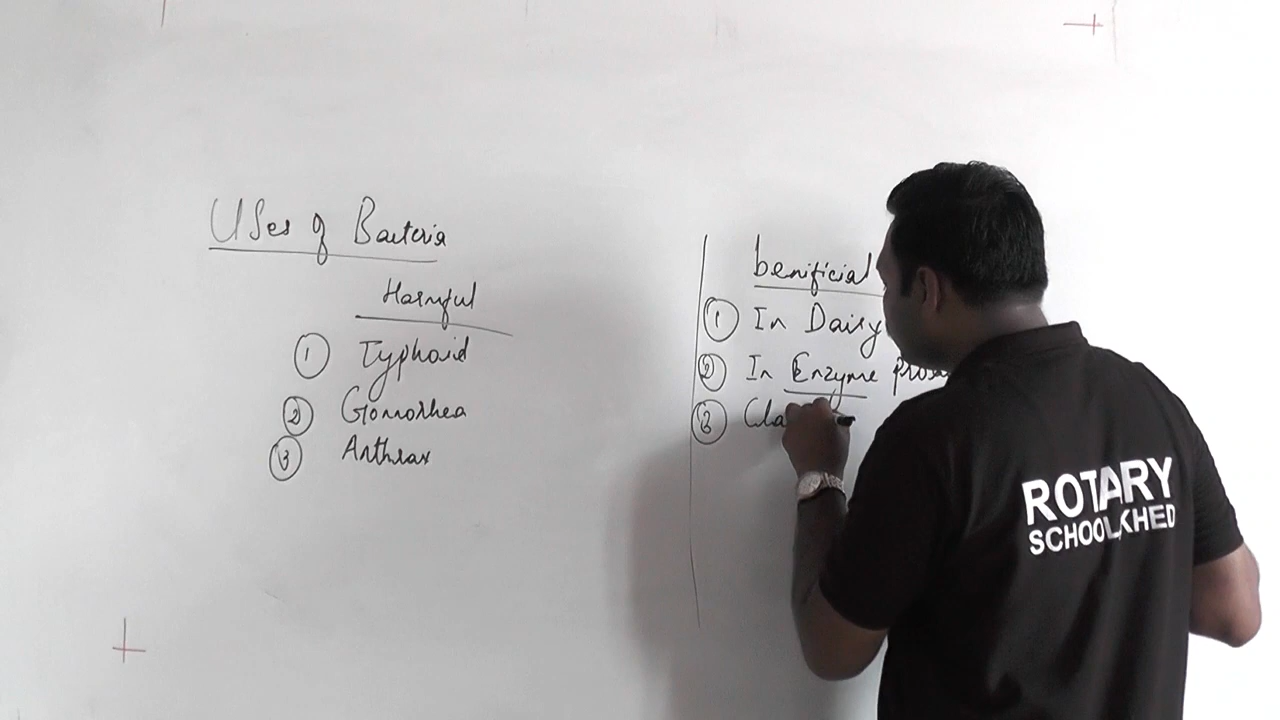 Uses of Bacteria
Harmful
① Typhoid
② Gonorrhea
③ Anthrax
benificial
① In Dairy
② In Enzyme
③
ROTARY
SCHOOL, KHED